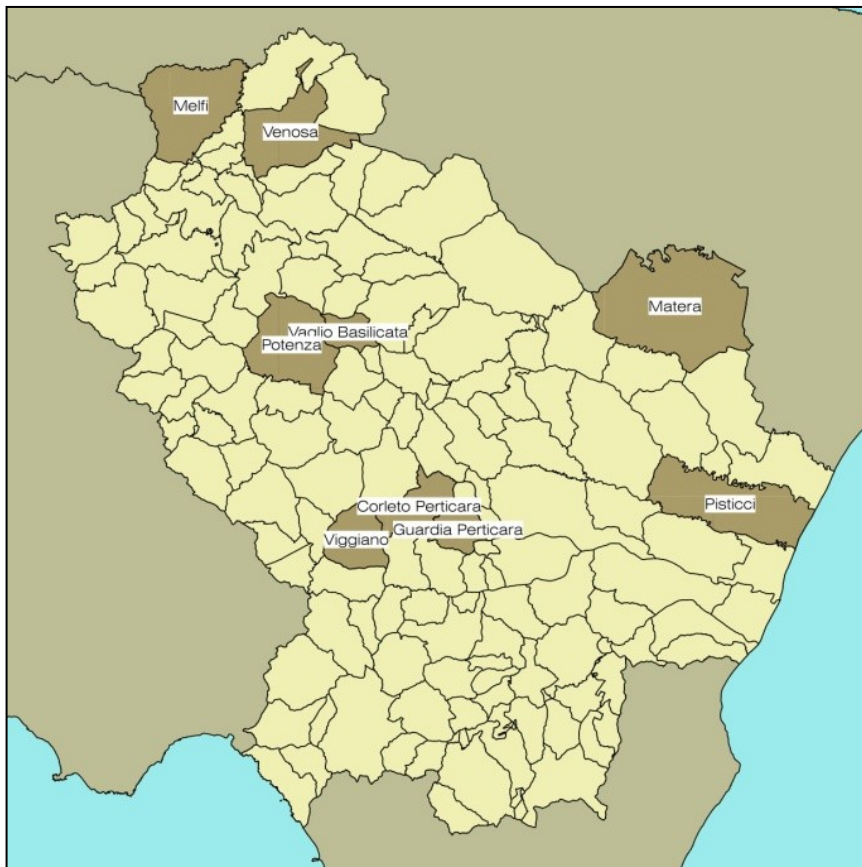 Melfi
Venosa
Matera
Vaglio Basilicata
Potenza
Pisticci
Corleto Perticara
Guardia Perticara
Viggiano